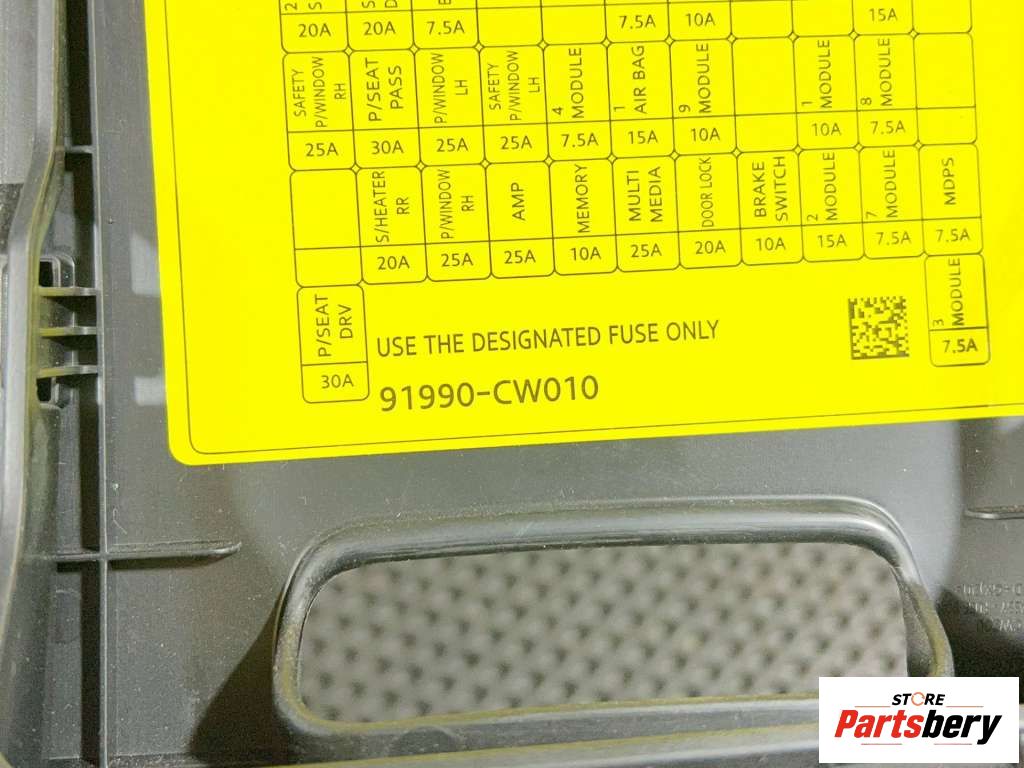 20A 20A 7.5A 7.5A 10A 15A
SAFETY P/WINDOW RH
P/SEAT PASS
P/WINDOW LH
SAFETY P/WINDOW LH
4 MODULE
1 AIR BAG
9 MODULE
1 MODULE
8 MODULE
25A 30A 25A 25A 7.5A 15A 10A 10A 7.5A
S/HEATER RR
P/WINDOW RH
AMP
MEMORY
MULTI MEDIA
DOOR LOCK
BRAKE SWITCH
2 MODULE
7 MODULE
MDPS
20A 25A 25A 10A 25A 20A 10A 15A 7.5A 7.5A
P/SEAT DRV
3 MODULE
30A
7.5A
USE THE DESIGNATED FUSE ONLY
91990-CW010
STORE
Partsbery